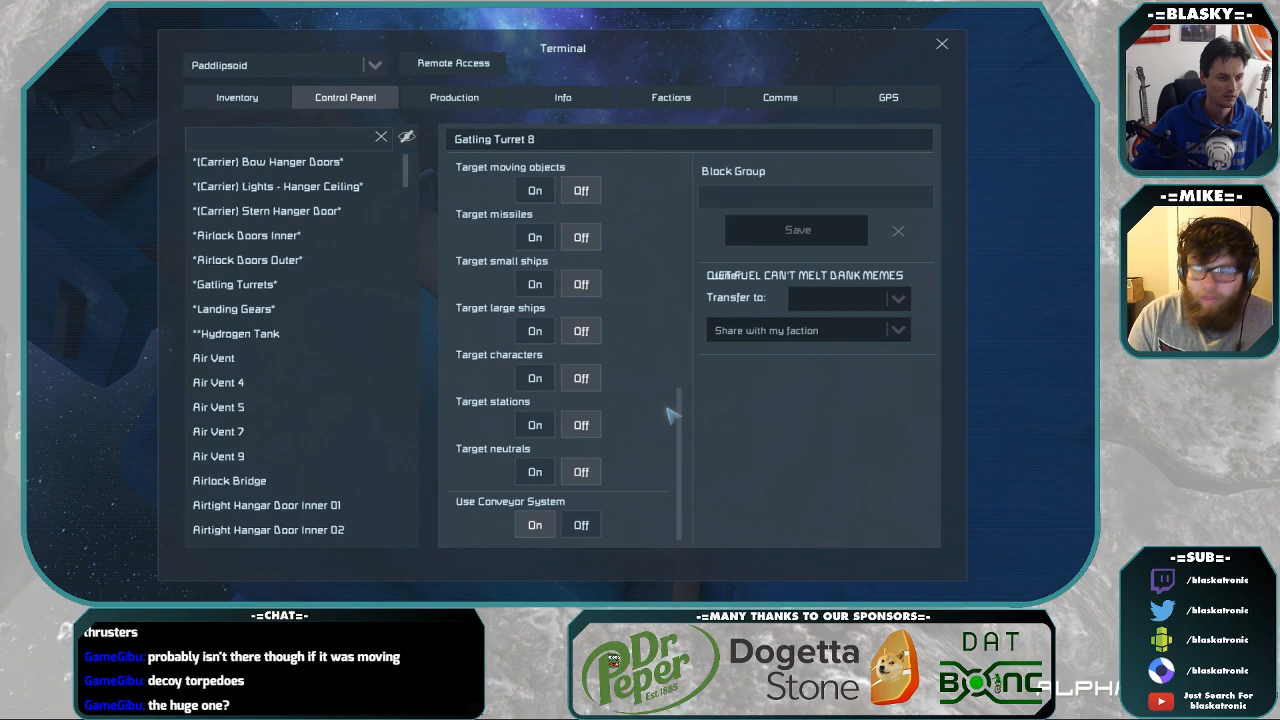 -=BLASKY=-
Terminal
Paddlipsoid
Remote Access
Inventory
Control Panel
Production
Info
Factions
Comms
GPS
Gatling Turret 8
*(Carrier) Bow Hanger Doors*
*(Carrier) Lights - Hanger Ceiling*
*(Carrier) Stern Hanger Door*
*Airlock Doors Inner*
*Airlock Doors Outer*
*Gatling Turrets*
*Landing Gears*
**Hydrogen Tank
Air Vent
Air Vent 4
Air Vent 5
Air Vent 7
Air Vent 9
Airlock Bridge
Airtight Hangar Door Inner 01
Airtight Hangar Door Inner 02
Target moving objects
On Off
Target missiles
On Off
Target small ships
On Off
Target large ships
On Off
Target characters
On Off
Target stations
On Off
Target neutrals
On Off
Use Conveyor System
On Off
Block Group
Save
FUEL CAN'T MELT DANK MEMES
Transfer to:
Share with my faction
-=MIKE=-
-=SUB=-
/blaskatronic
/blaskatronic
/blaskatronic
/blaskatronic
Just Search For
blaskatronic
-=CHAT=-
thrusters
GameGibu: probably isn't there though if it was moving
GameGibu: decoy torpedoes
GameGibu: the huge one?
-=MANY THANKS TO OUR SPONSORS=-
Dr Peper
EST. 1885
Dogetta
Stone
DAT
BOINC
ALPHA